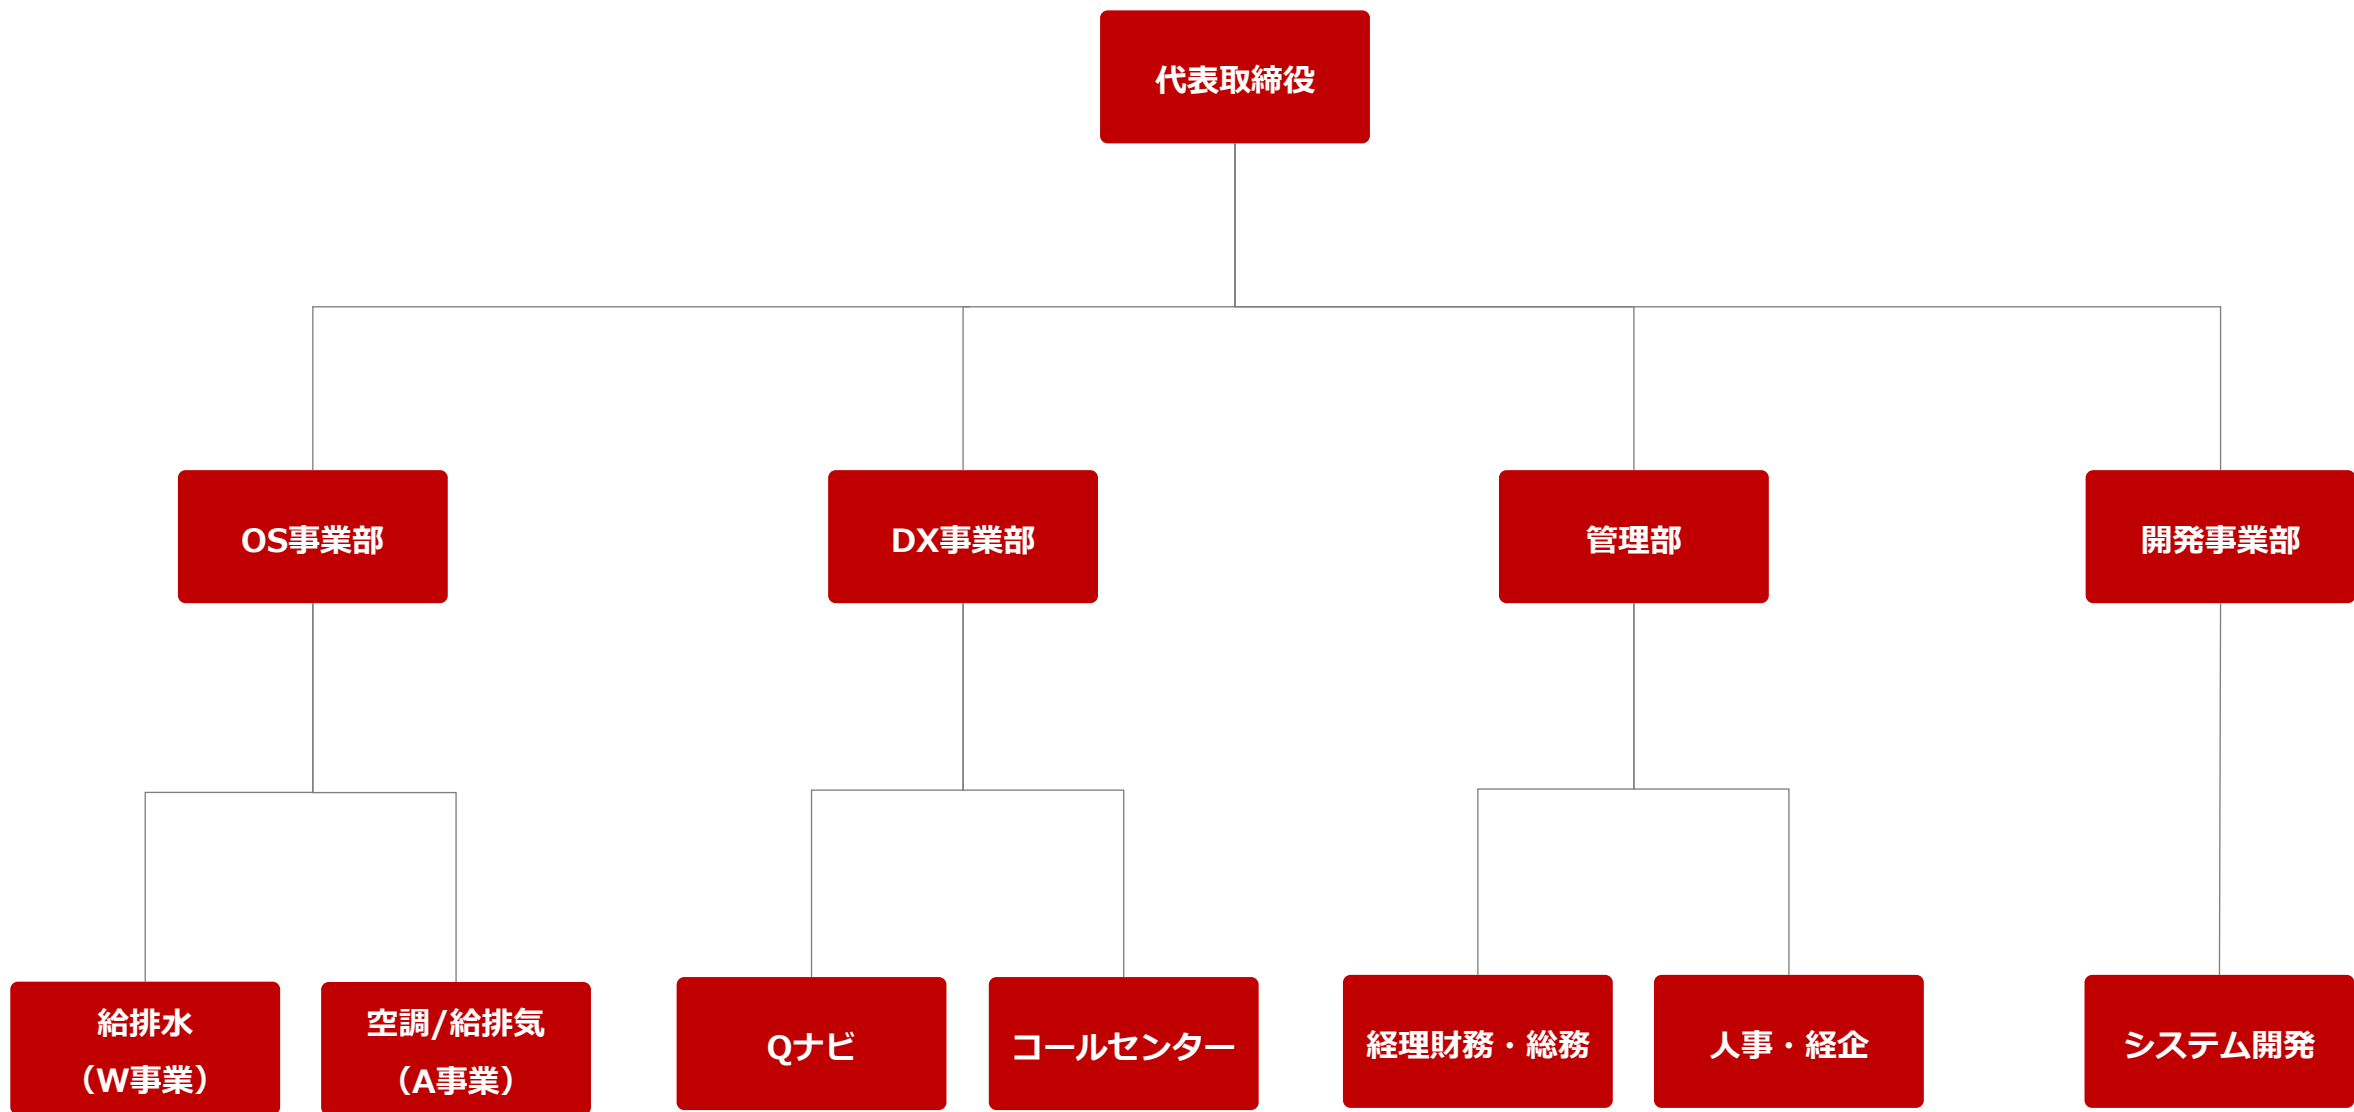 代表取締役
OS事業部
DX事業部
管理部
開発事業部
給排水
（W事業）
空調/給排気
（A事業）
Qナビ
コールセンター
経理財務・総務
人事・経企
システム開発